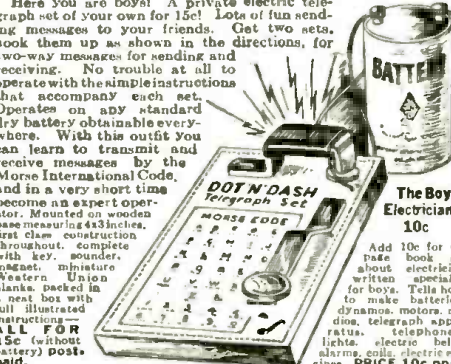 Here you are boys! A private electric tele-
graph set of your own for 15c! Lots of fun send-
ing messages to your friends. Get two sets,
hook them up as shown in the directions, for
two-way messages for sending and
receiving. No trouble at all to
operate with the simple instructions
that accompany each set.
Operates on any standard
dry battery obtainable every-
where. With this outfit you
can learn to transmit and
receive messages by the
Morse International Code,
and in a very short time
become an expert oper-
ator. Mounted on wooden
base measuring 4x3 inches.
First class construction
throughout, complete
with key, sounder,
magnet, miniature
Western Union
blanks, packed in
a neat box with
full illustrated
instructions—
ALL FOR
15c (without
battery) post-
paid.
BATTERY
DOT 'N' DASH
Telegraph Set
MORSE CODE
The Boy
Electrician
10c
Add 10c for
page book
about electricity
written special
for boys. Tells ho
to make batteries
dynamos, motors,
dios, telegraph app
ratus, telephone
lights, electric bel
alarms, coils, electric
PRICE 10c